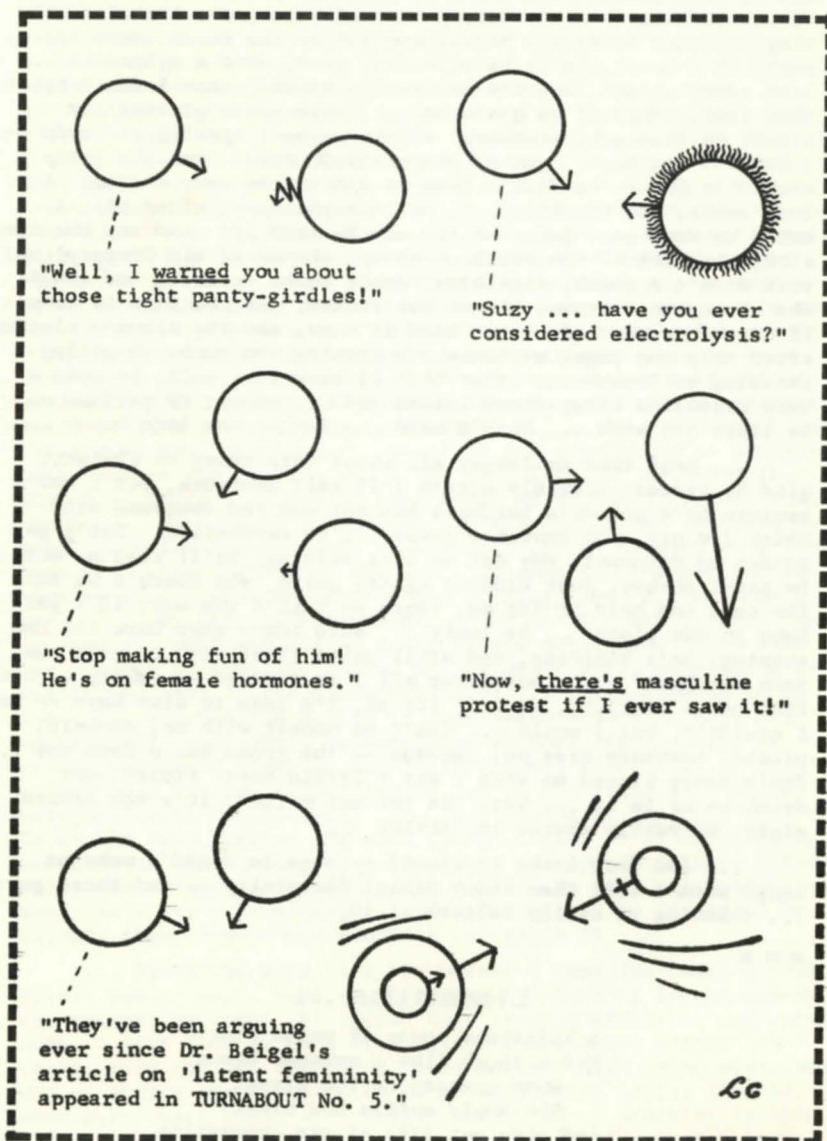 "Well, I warned you about
those tight panty-girdles!"
"Suzy ... have you ever
considered electrolysis?"
"Stop making fun of him!
He's on female hormones."
"Now, there's masculine
protest if I ever saw it!"
"They've been arguing
ever since Dr. Beigel's
article on 'latent femininity'
appeared in TURNABOUT No. 5."
LG